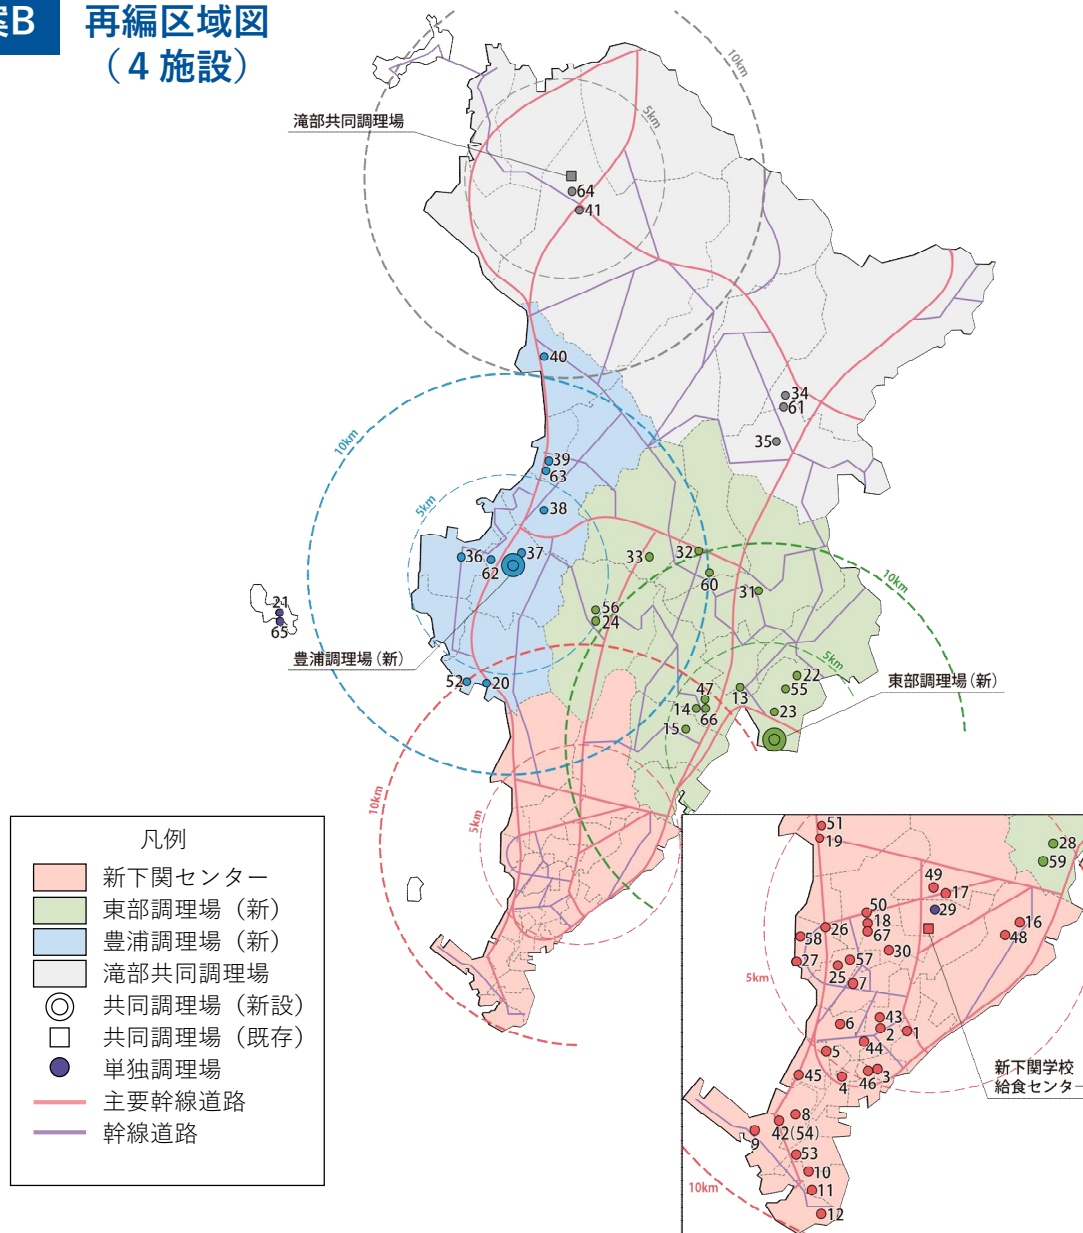 案B
再編区域図
（4 施設）
10km
5km
滝部共同調理場
64
41
40
34
61
35
10km
39
63
5km
38
36
37
62
33
32
60
31
10km
21
65
56
24
豊浦調理場（新）
5km
22
55
東部調理場（新）
52
20
47
13
14
66
23
15
10km
5km
凡例
新下関センター
東部調理場（新）
豊浦調理場（新）
滝部共同調理場
共同調理場（新設）
共同調理場（既存）
単独調理場
主要幹線道路
幹線道路
51
19
28
59
49
17
50
29
18
16
26
67
48
58
30
27
57
25
7
5km
43
6
2
1
44
5
新下関学校
給食センター
45
4
46
3
8
42(54)
9
53
10
10km
11
12